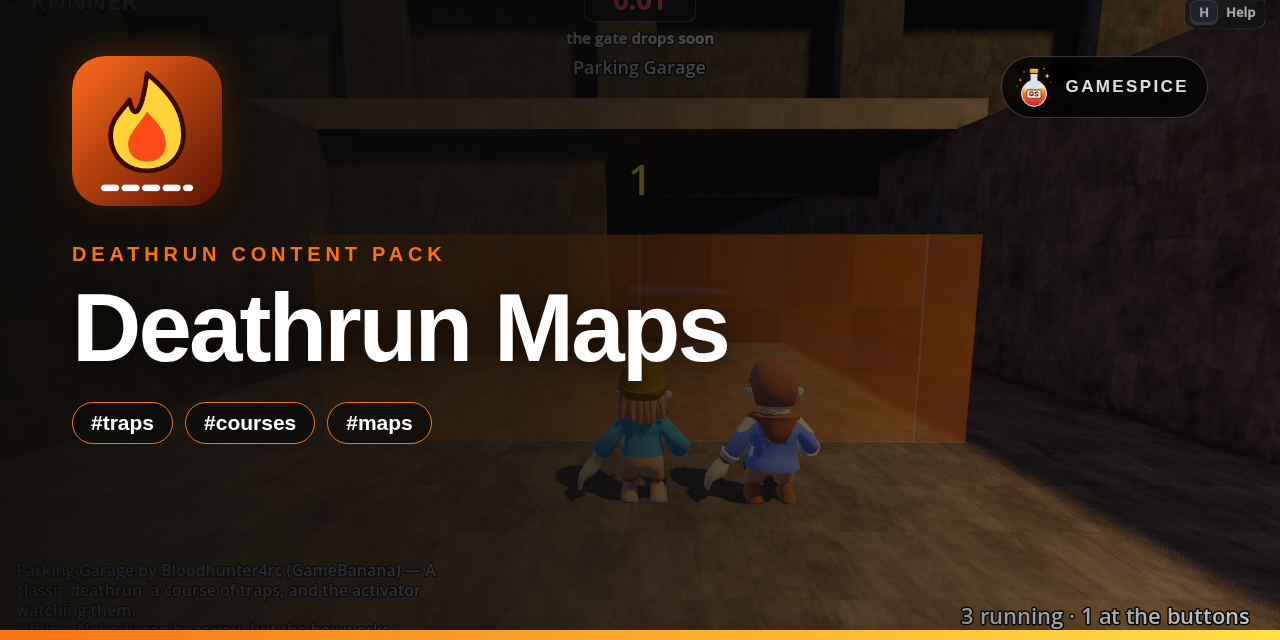 RUNNER
0:01
H Help
the gate drops soon
Parking Garage
GS
GAMESPICE
1
DEATHRUN CONTENT PACK
Deathrun Maps
#traps #courses #maps
Parking Garage by Bloodhunter4rc (GameBanana) — A
classic deathrun: a course of traps, and the activator
watching them.
3 running · 1 at the buttons